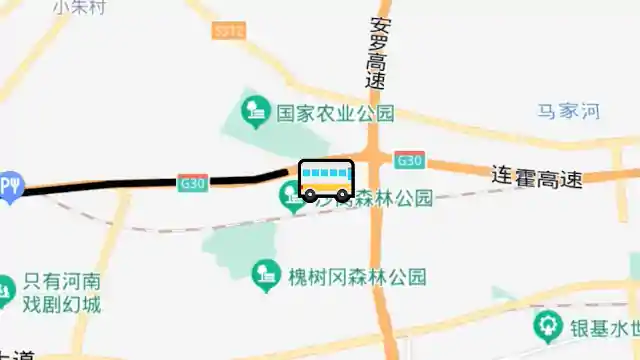 小朱村
S312
安罗高速
国家农业公园
马家河
G30
连霍高速
G30
森林公园
槐树冈森林公园
只有河南
戏剧幻城
银基水世
大道